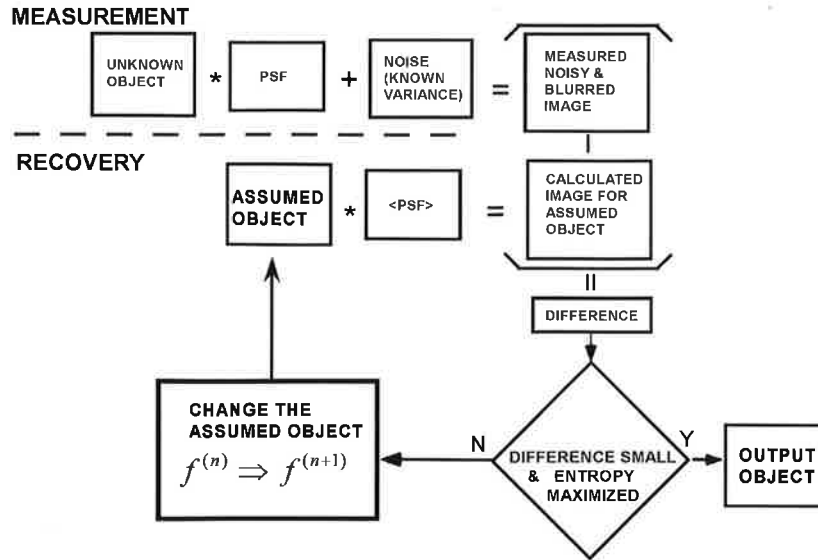 MEASUREMENT
UNKNOWN
OBJECT
*
PSF
+
NOISE
(KNOWN
VARIANCE)
=
MEASURED
NOISY &
BLURRED
IMAGE
RECOVERY
ASSUMED
OBJECT
*
<PSF>
=
CALCULATED
IMAGE FOR
ASSUMED
OBJECT
DIFFERENCE
CHANGE THE
ASSUMED OBJECT
f^(n) ⇒ f^(n+1)
N
DIFFERENCE SMALL
& ENTROPY
MAXIMIZED
Y
OUTPUT
OBJECT